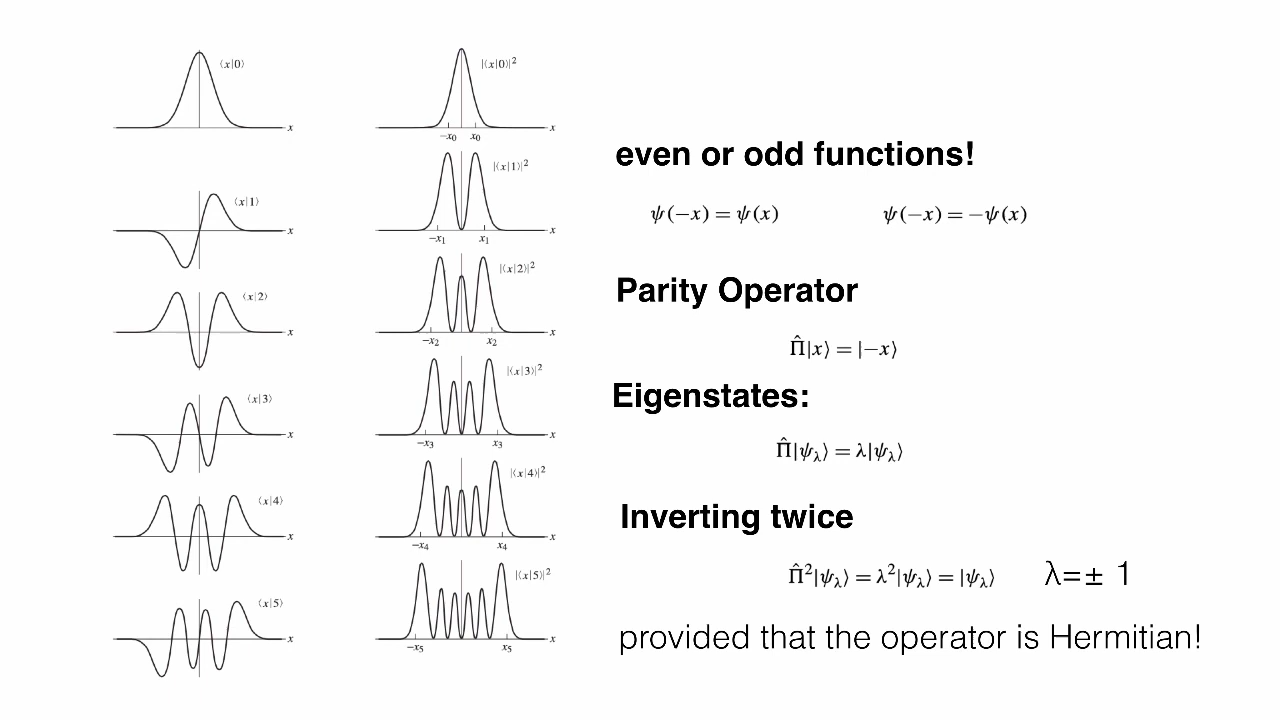 ⟨x|0⟩
x
|⟨x|0⟩|²
−x₀ x₀
x
⟨x|1⟩
x
|⟨x|1⟩|²
−x₁ x₁
x
⟨x|2⟩
x
|⟨x|2⟩|²
−x₂ x₂
x
⟨x|3⟩
x
|⟨x|3⟩|²
−x₃ x₃
x
⟨x|4⟩
x
|⟨x|4⟩|²
−x₄ x₄
x
⟨x|5⟩
x
|⟨x|5⟩|²
−x₅ x₅
x
even or odd functions!
ψ(−x) = ψ(x) ψ(−x) = −ψ(x)
Parity Operator
Π̂|x⟩ = |−x⟩
Eigenstates:
Π̂|ψ_λ⟩ = λ|ψ_λ⟩
Inverting twice
Π̂²|ψ_λ⟩ = λ²|ψ_λ⟩ = |ψ_λ⟩ λ=± 1
provided that the operator is Hermitian!